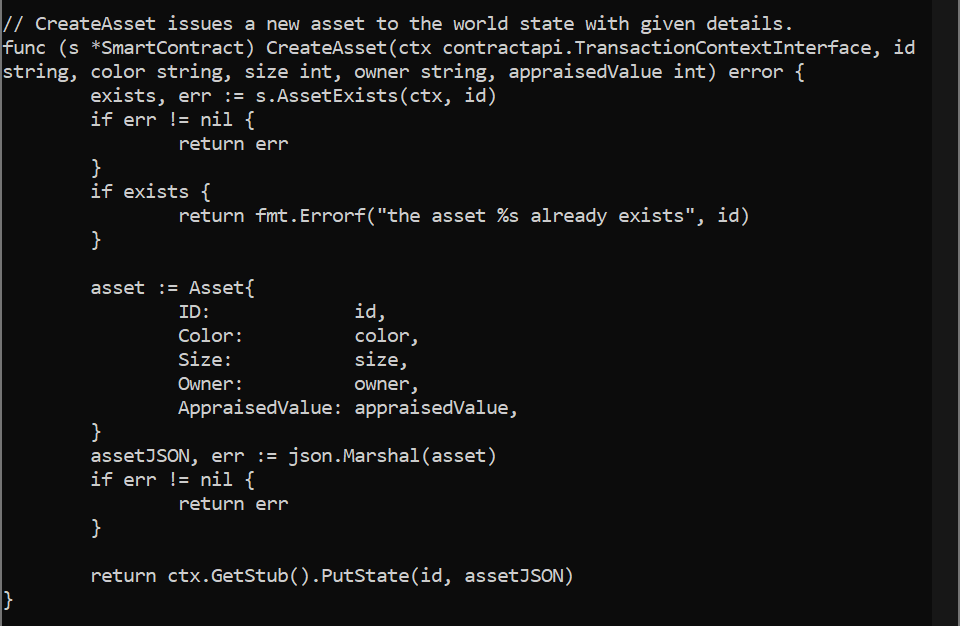 // CreateAsset issues a new asset to the world state with given details.
func (s *SmartContract) CreateAsset(ctx contractapi.TransactionContextInterface, id
string, color string, size int, owner string, appraisedValue int) error {
        exists, err := s.AssetExists(ctx, id)
        if err != nil {
                return err
        }
        if exists {
                return fmt.Errorf("the asset %s already exists", id)
        }

        asset := Asset{
                ID:             id,
                Color:          color,
                Size:           size,
                Owner:          owner,
                AppraisedValue: appraisedValue,
        }
        assetJSON, err := json.Marshal(asset)
        if err != nil {
                return err
        }

        return ctx.GetStub().PutState(id, assetJSON)
}